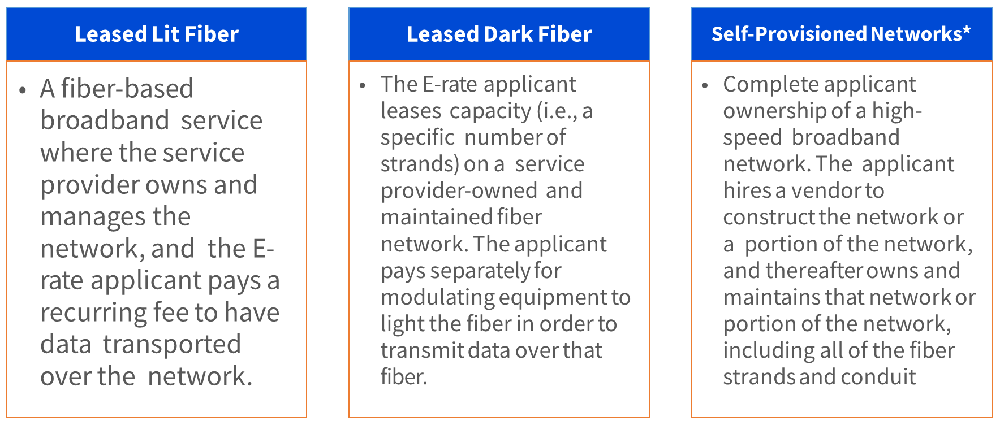 Leased Lit Fiber
• A fiber-based
broadband service
where the service
provider owns and
manages the
network, and the E-
rate applicant pays a
recurring fee to have
data transported
over the network.
Leased Dark Fiber
• The E-rate applicant
leases capacity (i.e., a
specific number of
strands) on a service
provider-owned and
maintained fiber
network. The applicant
pays separately for
modulating equipment to
light the fiber in order to
transmit data over that
fiber.
Self-Provisioned Networks*
• Complete applicant
ownership of a high-
speed broadband
network. The applicant
hires a vendor to
construct the network or
a portion of the network,
and thereafter owns and
maintains that network or
portion of the network,
including all of the fiber
strands and conduit